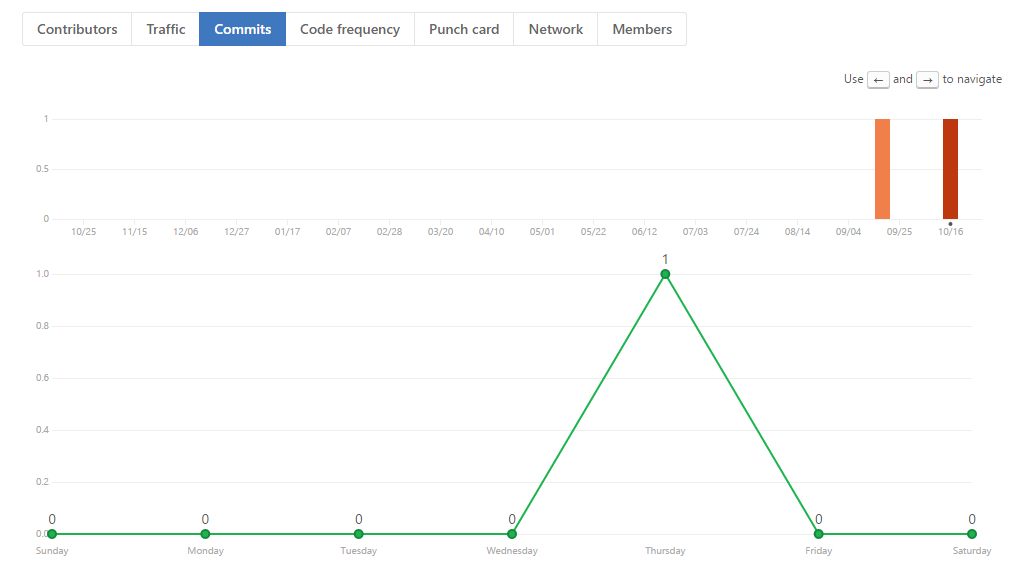 Contributors Traffic Commits Code frequency Punch card Network Members
Use ← and → to navigate
1
0.5
0
10/25 11/15 12/06 12/27 01/17 02/07 02/28 03/20 04/10 05/01 05/22 06/12 07/03 07/24 08/14 09/04 09/25 10/16
1
1.0
0.8
0.6
0.4
0.2
0 0 0 0 0 0
0.0
Sunday Monday Tuesday Wednesday Thursday Friday Saturday